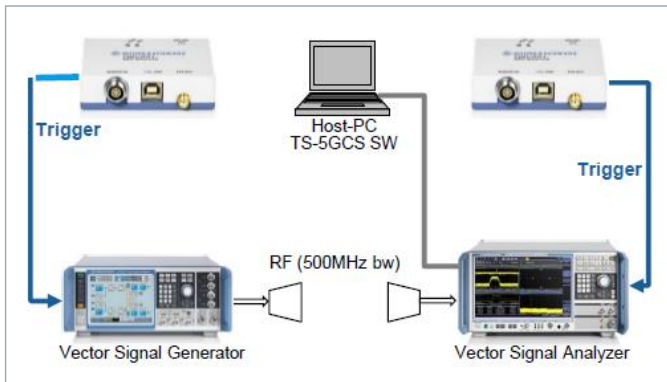 Trigger
Host-PC
TS-5GCS SW
Trigger
RF (500MHz bw)
Vector Signal Generator
Vector Signal Analyzer